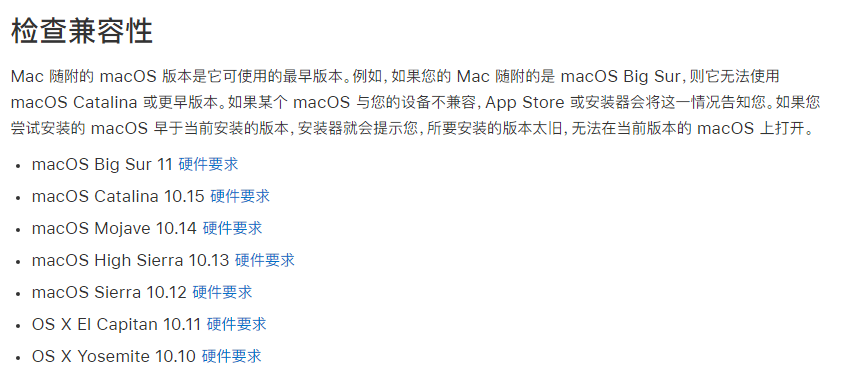 检查兼容性
Mac 随附的 macOS 版本是它可使用的最早版本。例如，如果您的 Mac 随附的是 macOS Big Sur，则它无法使用
macOS Catalina 或更早版本。如果某个 macOS 与您的设备不兼容，App Store 或安装器会将这一情况告知您。如果您
尝试安装的 macOS 早于当前安装的版本，安装器就会提示您，所要安装的版本太旧，无法在当前版本的 macOS 上打开。
• macOS Big Sur 11 硬件要求
• macOS Catalina 10.15 硬件要求
• macOS Mojave 10.14 硬件要求
• macOS High Sierra 10.13 硬件要求
• macOS Sierra 10.12 硬件要求
• OS X El Capitan 10.11 硬件要求
• OS X Yosemite 10.10 硬件要求